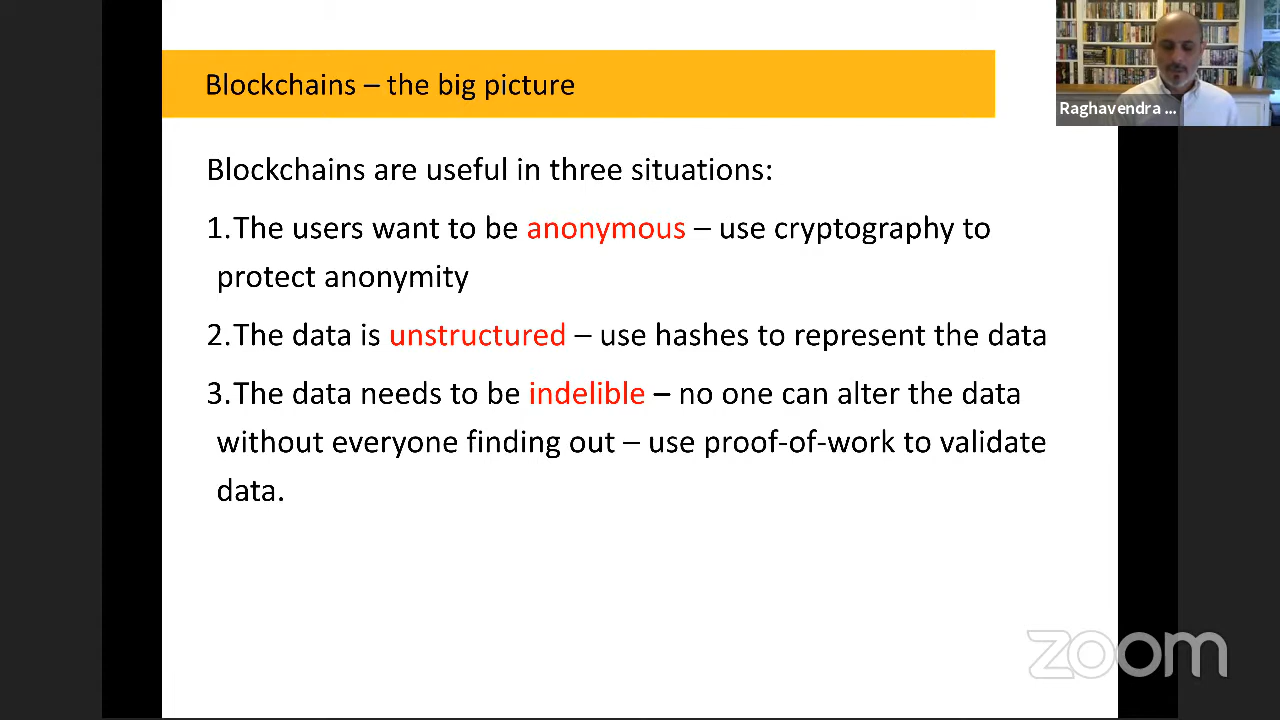 Blockchains – the big picture
Raghavendra ...
Blockchains are useful in three situations:
1.The users want to be anonymous – use cryptography to
protect anonymity
2.The data is unstructured – use hashes to represent the data
3.The data needs to be indelible – no one can alter the data
without everyone finding out – use proof-of-work to validate
data.
zoom